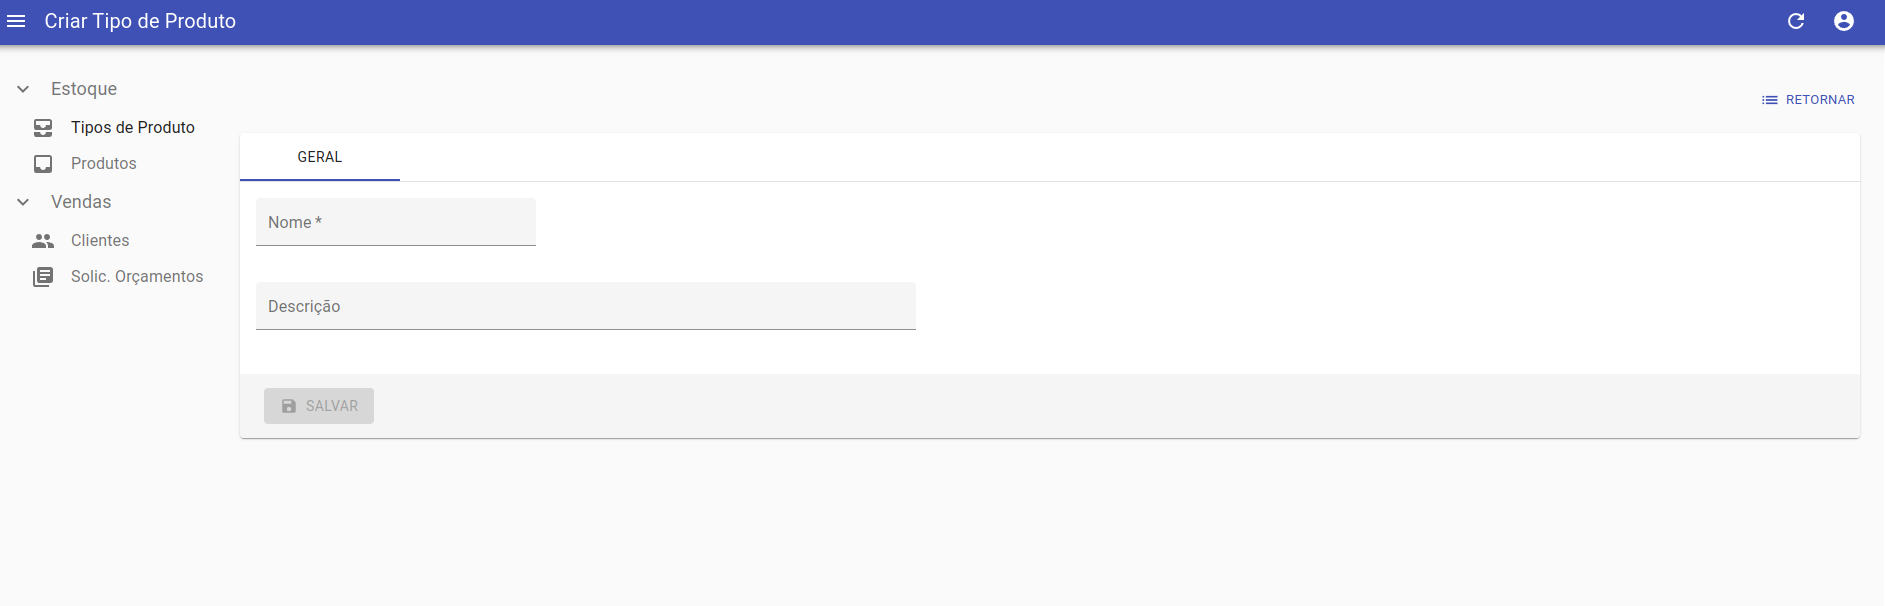 Criar Tipo de Produto
Estoque
Tipos de Produto
Produtos
Vendas
Clientes
Solic. Orçamentos
RETORNAR
GERAL
Nome *
Descrição
SALVAR